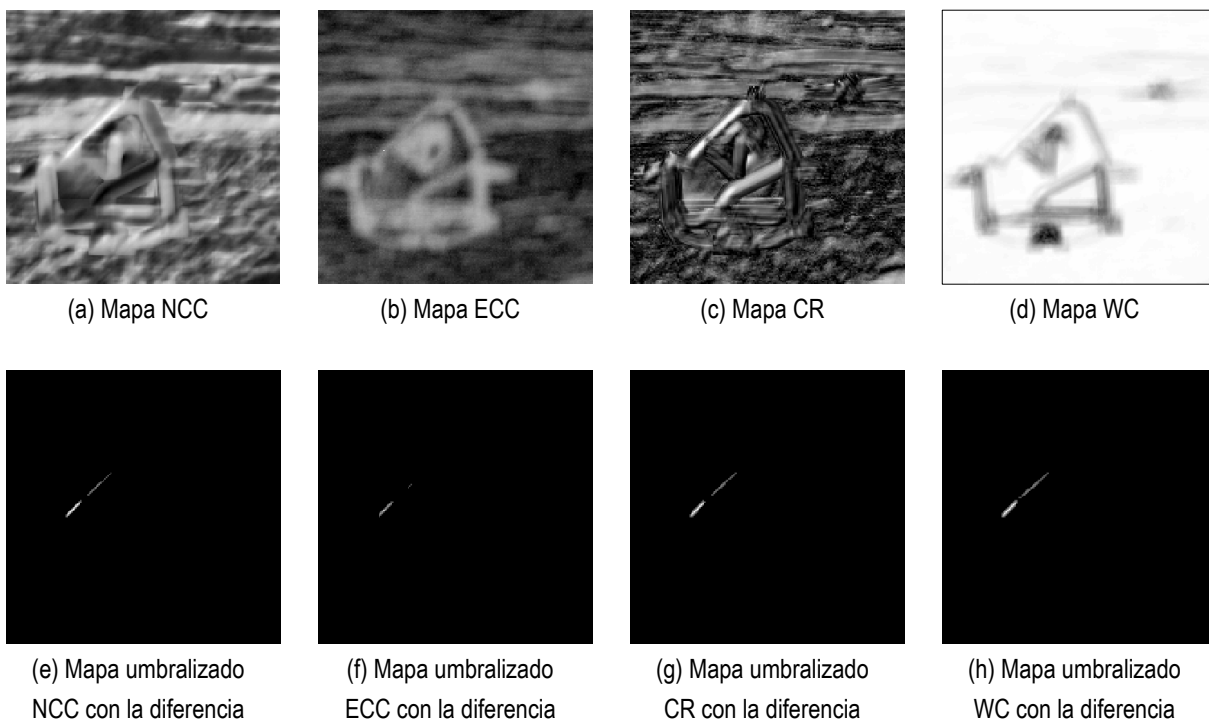 (a) Mapa NCC
(b) Mapa ECC
(c) Mapa CR
(d) Mapa WC
(e) Mapa umbralizado
NCC con la diferencia
(f) Mapa umbralizado
ECC con la diferencia
(g) Mapa umbralizado
CR con la diferencia
(h) Mapa umbralizado
WC con la diferencia